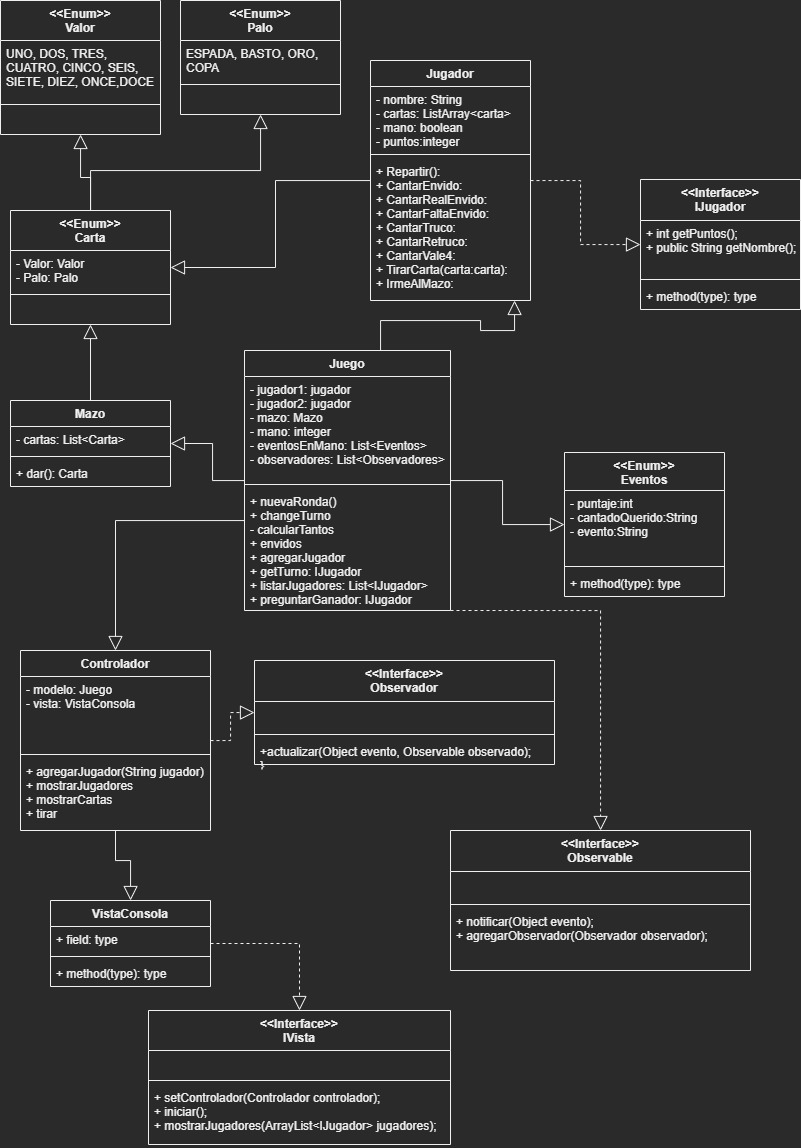 <<Enum>>
Valor
UNO, DOS, TRES,
CUATRO, CINCO, SEIS,
SIETE, DIEZ, ONCE,DOCE
<<Enum>>
Palo
ESPADA, BASTO, ORO,
COPA
Jugador
- nombre: String
- cartas: ListArray<carta>
- mano: boolean
- puntos:integer
+ Repartir():
+ CantarEnvido:
+ CantarRealEnvido:
+ CantarFaltaEnvido:
+ CantarTruco:
+ CantarRetruco:
+ CantarVale4:
+ TirarCarta(carta:carta):
+ IrmeAlMazo:
<<Interface>>
IJugador
+ int getPuntos();
+ public String getNombre();
+ method(type): type
<<Enum>>
Carta
- Valor: Valor
- Palo: Palo
Mazo
- cartas: List<Carta>
+ dar(): Carta
Juego
- jugador1: jugador
- jugador2: jugador
- mazo: Mazo
- mano: integer
- eventosEnMano: List<Eventos>
- observadores: List<Observadores>
+ nuevaRonda()
+ changeTurno
- calcularTantos
+ envidos
+ agregarJugador
+ getTurno: IJugador
+ listarJugadores: List<IJugador>
+ preguntarGanador: IJugador
<<Enum>>
Eventos
- puntaje:int
- cantadoQuerido:String
- evento:String
+ method(type): type
Controlador
- modelo: Juego
- vista: VistaConsola
+ agregarJugador(String jugador)
+ mostrarJugadores
+ mostrarCartas
+ tirar
<<Interface>>
Observador
+actualizar(Object evento, Observable observado);
}
<<Interface>>
Observable
+ notificar(Object evento);
+ agregarObservador(Observador observador);
VistaConsola
+ field: type
+ method(type): type
<<Interface>>
IVista
+ setControlador(Controlador controlador);
+ iniciar();
+ mostrarJugadores(ArrayList<IJugador> jugadores);